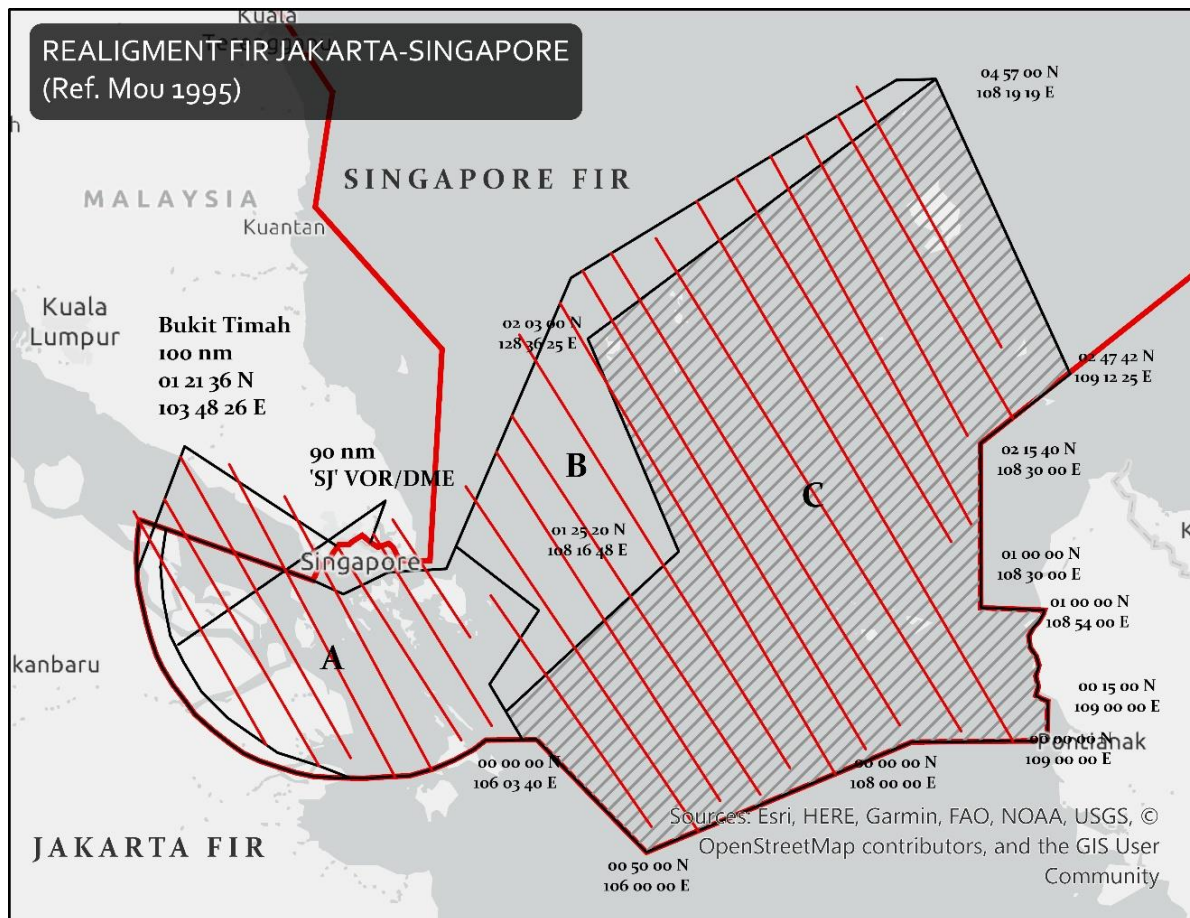 Kuala
REALIGMENT FIR JAKARTA-SINGAPORE
(Ref. Mou 1995)
04 57 00 N
108 19 19 E
SINGAPORE FIR
MALAYSIA
Kuantan
Kuala
Lumpur
Bukit Timah
100 nm
01 21 36 N
103 48 26 E
02 03 00 N
128 36 25 E
02 47 42 N
109 12 25 E
90 nm
'SJ' VOR/DME
02 15 40 N
108 30 00 E
B
C
01 25 20 N
108 16 48 E
Singapore
01 00 00 N
108 30 00 E
K
01 00 00 N
108 54 00 E
A
kanbaru
00 15 00 N
109 00 00 E
00 00 00 N
109 00 00 E
Pontianak
00 00 00 N
106 03 40 E
00 00 00 N
108 00 00 E
JAKARTA FIR
00 50 00 N
106 00 00 E
Sources: Esri, HERE, Garmin, FAO, NOAA, USGS, ©
OpenStreetMap contributors, and the GIS User
Community